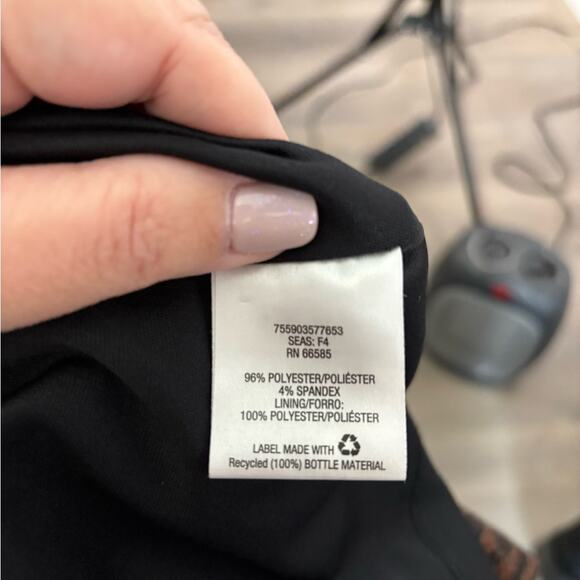 755903577653
SEAS: F4
RN 66585
96% POLYESTER/POLIÉSTER
4% SPANDEX
LINING/FORRO:
100% POLYESTER/POLIÉSTER
LABEL MADE WITH
Recycled (100%) BOTTLE MATERIAL